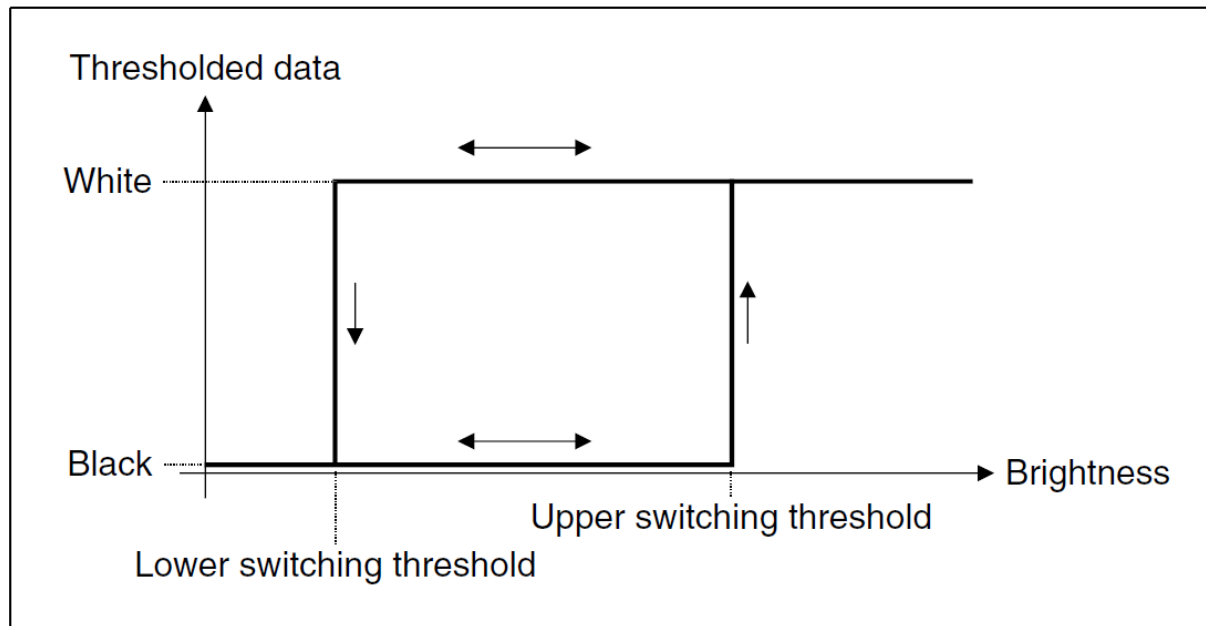 Thresholded data
White
Black
Brightness
Upper switching threshold
Lower switching threshold